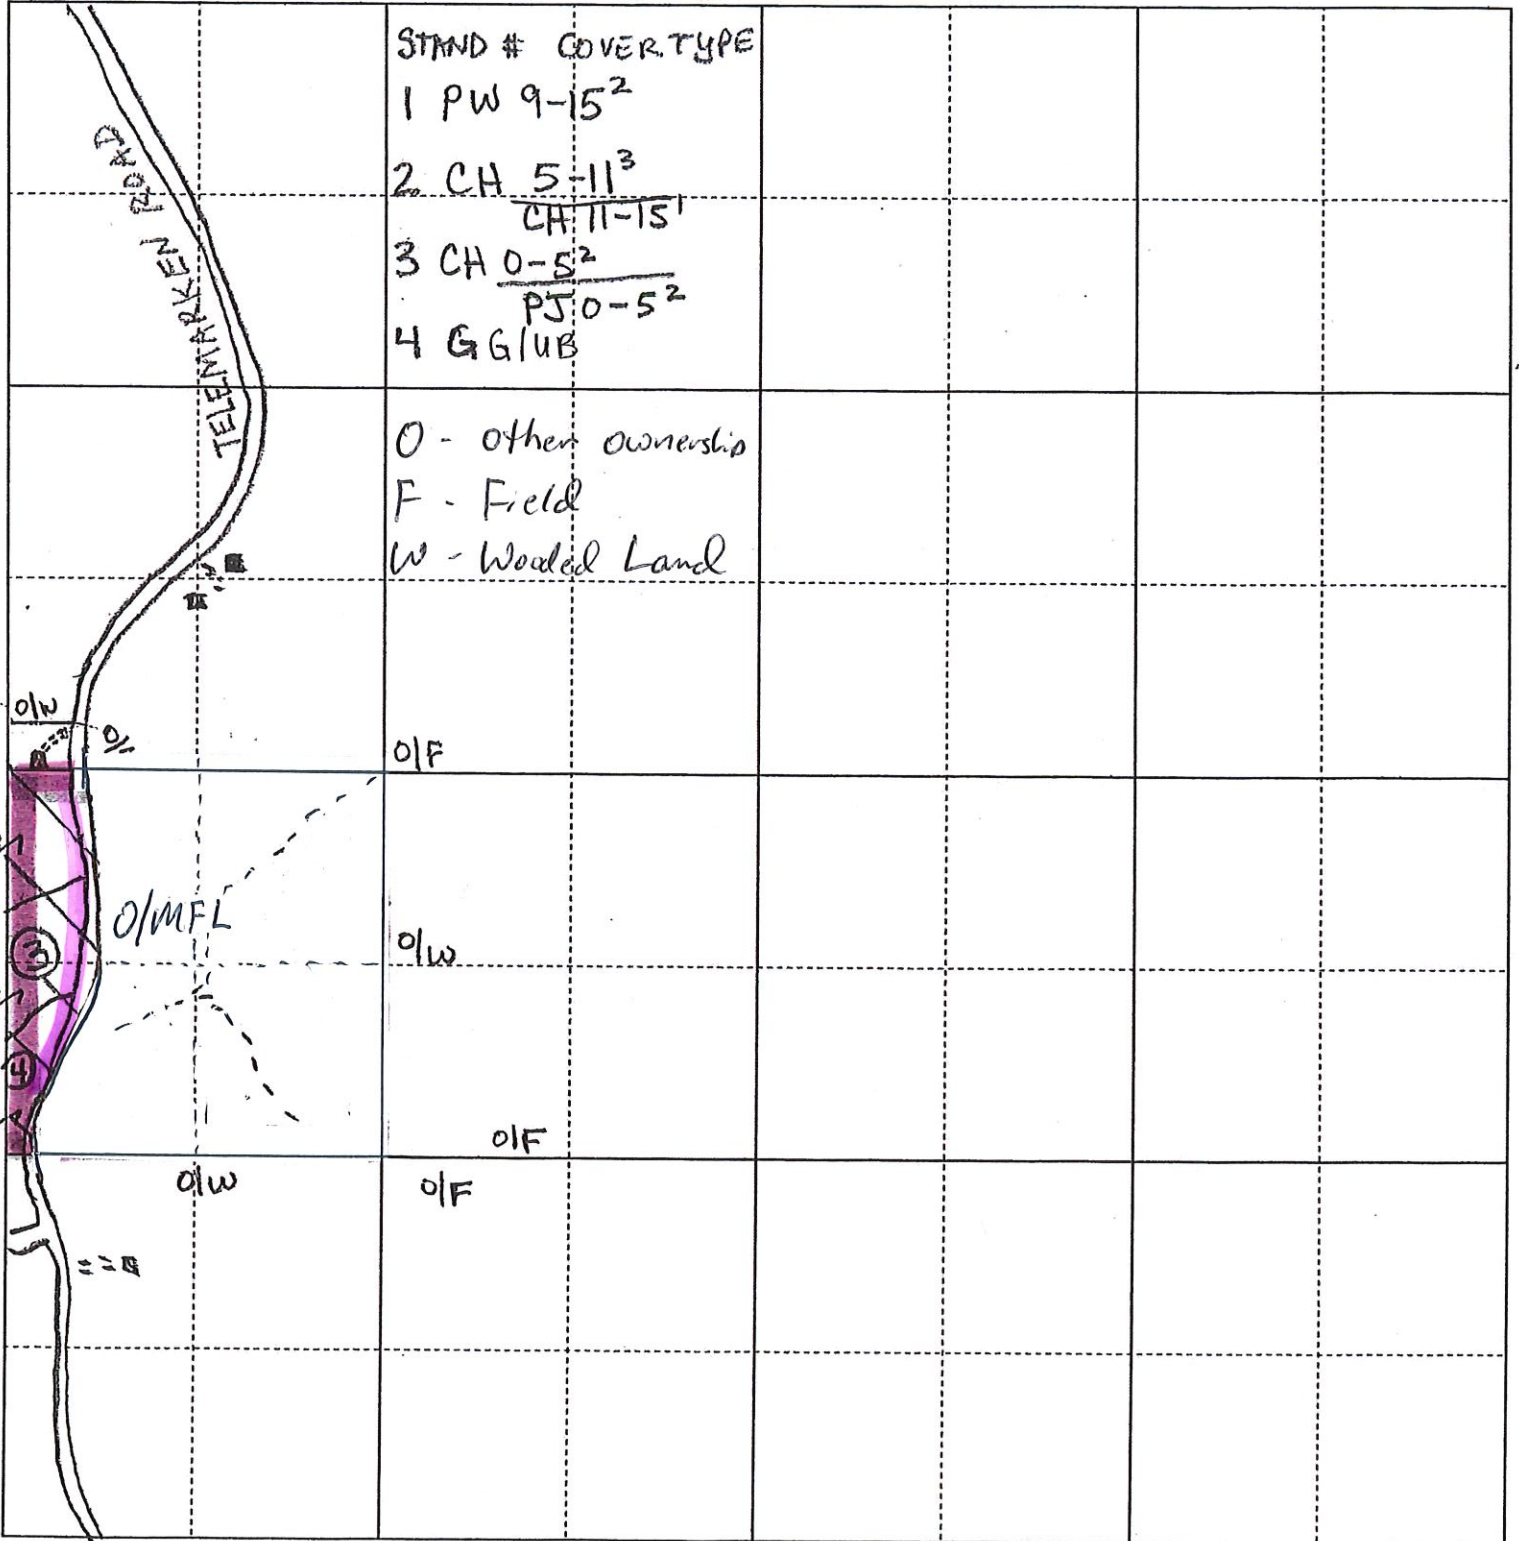 STAND # COVER TYPE
1 PW 9-15²
2 CH 5-11³
CH 11-15¹
3 CH 0-5²
PJ 0-5²
4 G G/UB
O - other ownership
F - Field
W - Wooded Land
TELEMARKEN ROAD
O/W
O/
O/F
O/MFL
O/W
3
4
O/F
O/W
O/F